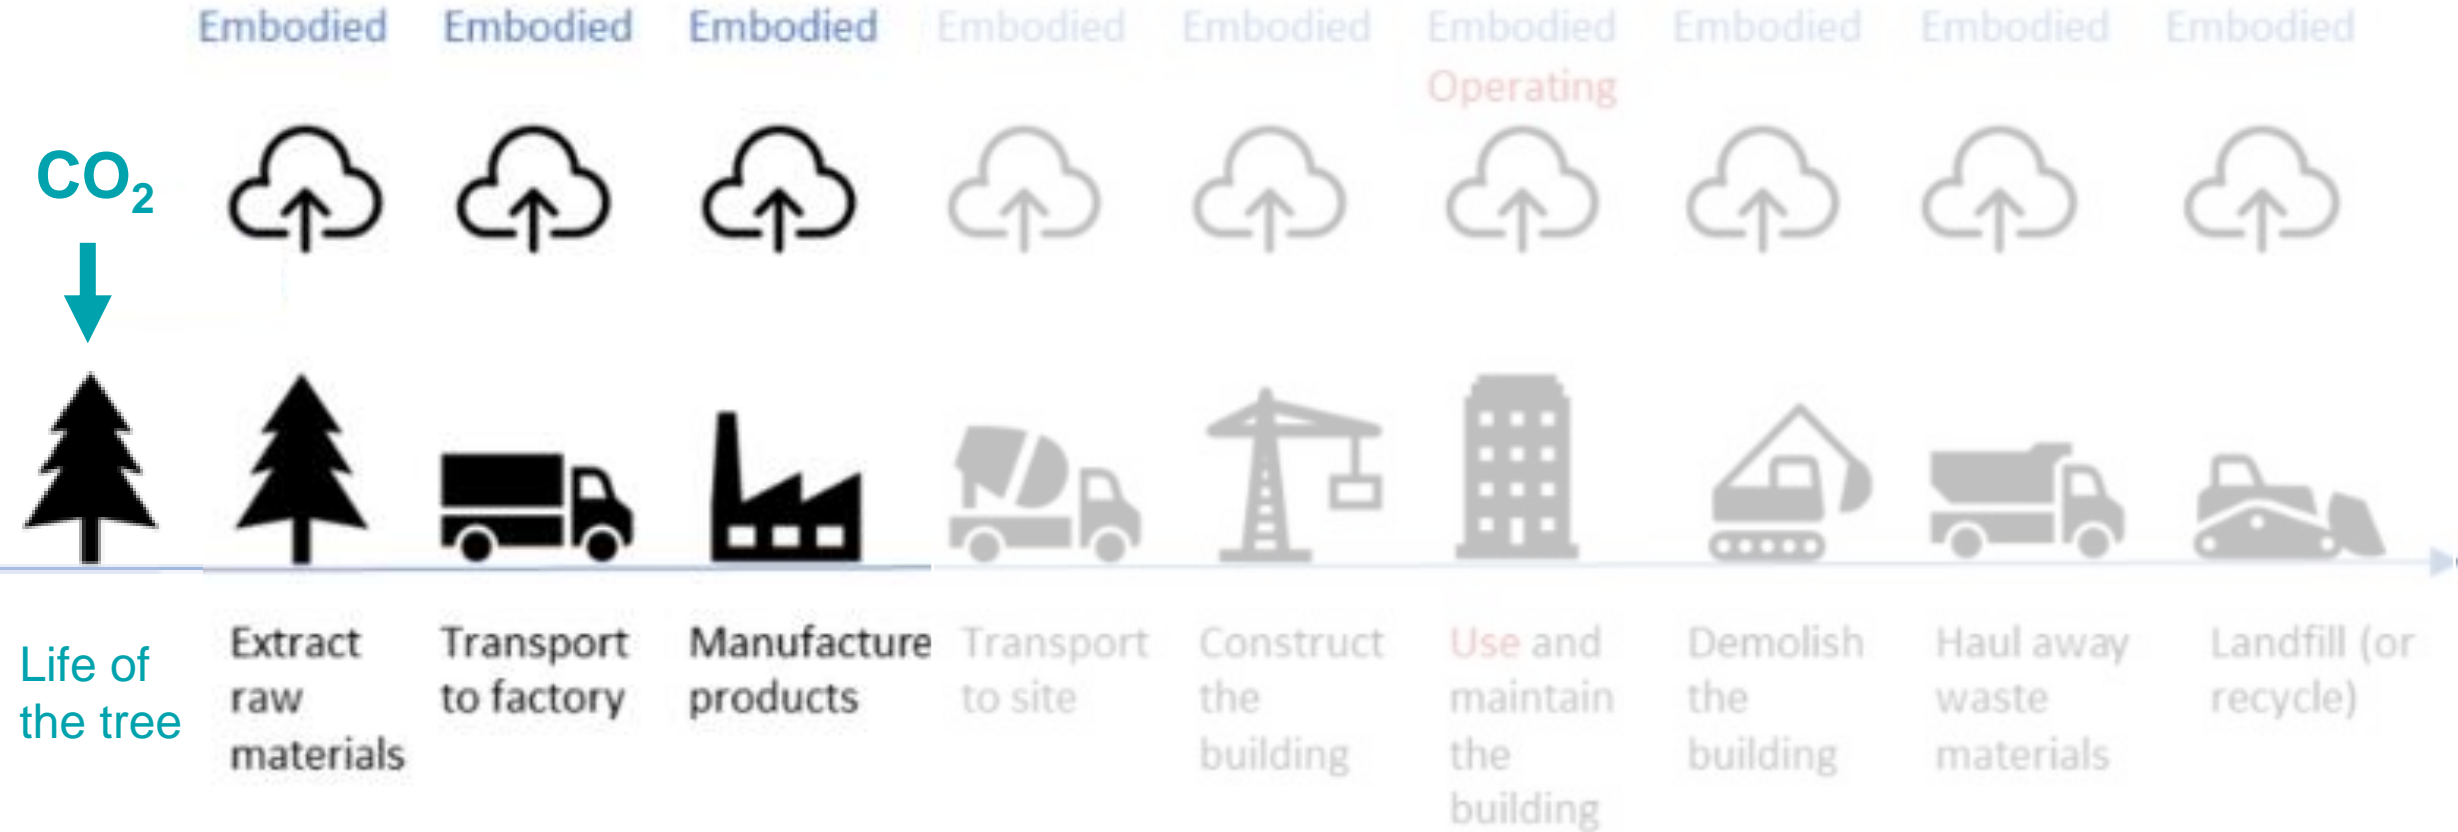 Embodied Embodied Embodied Embodied Embodied Embodied Embodied Embodied Embodied
Operating
CO₂
Life of
the tree
Extract
raw
materials
Transport
to factory
Manufacture
products
Transport
to site
Construct
the
building
Use and
maintain
the
building
Demolish
the
building
Haul away
waste
materials
Landfill (or
recycle)